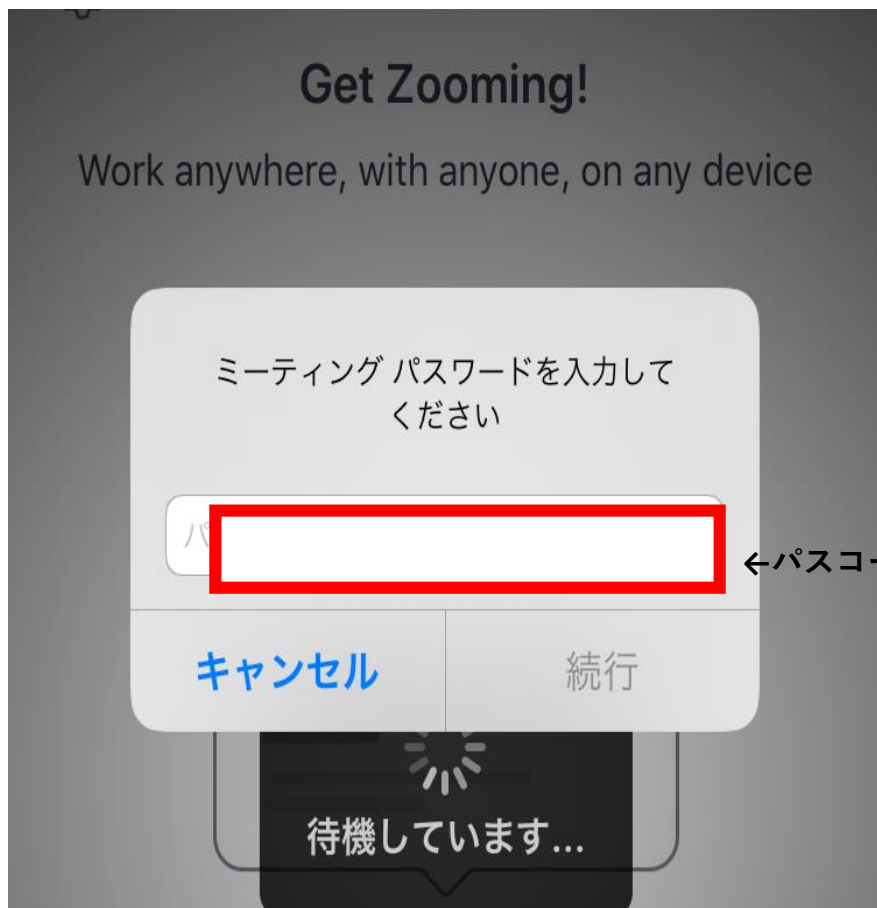 Get Zooming!
Work anywhere, with anyone, on any device
ミーティング パスワードを入力して
ください
←パスコー
キャンセル
続行
待機しています...